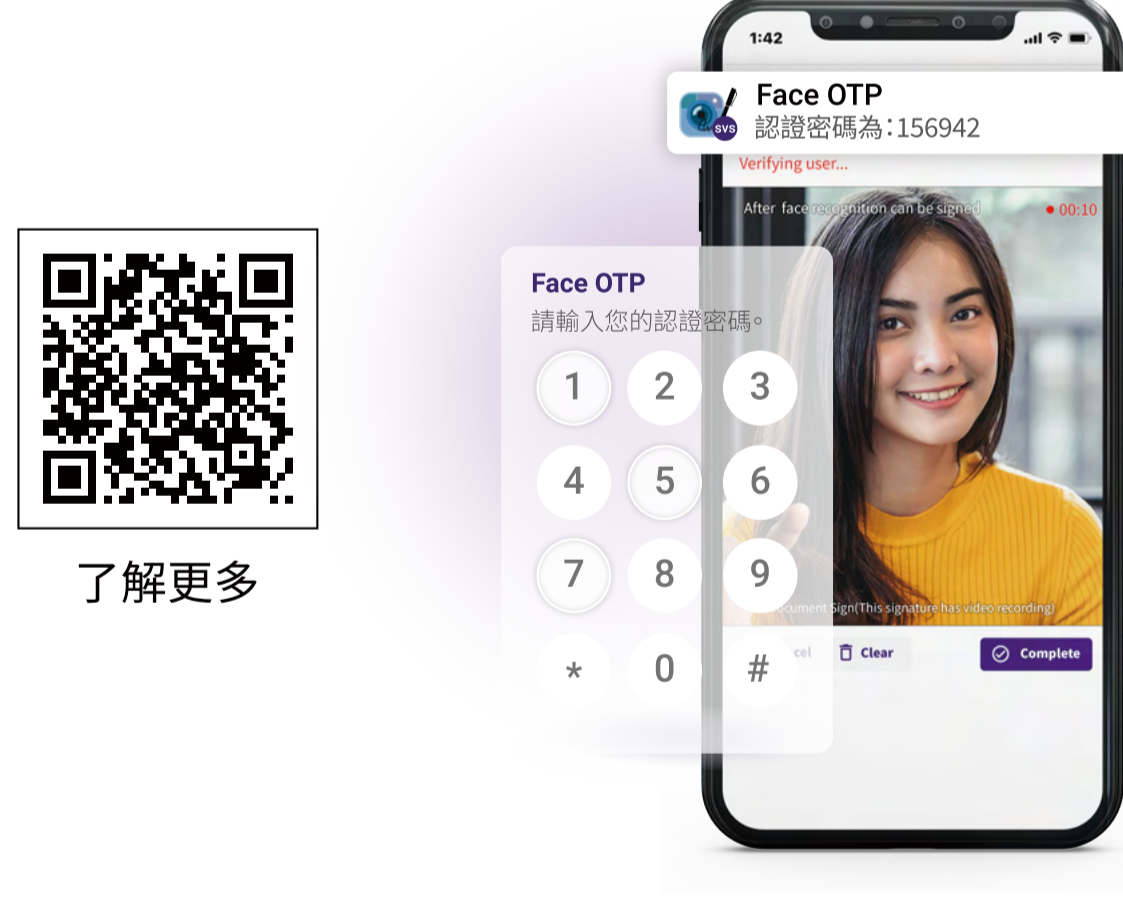 1:42
Face OTP
SVS
認證密碼為：156942
Verifying user...
After face recognition can be signed
00:10
Face OTP
請輸入您的認證密碼。
1 2 3
4 5 6
7 8 9
* 0 #
Sign(This signature has video recording)
Clear
Complete
了解更多